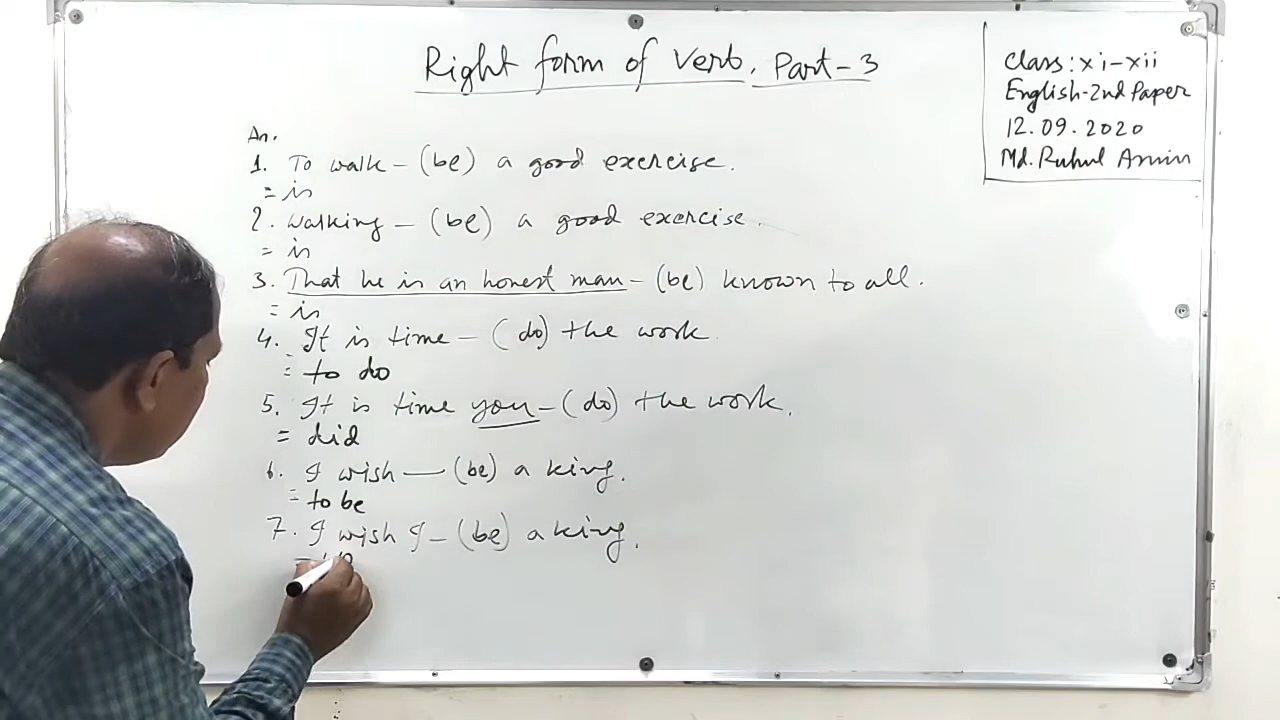 Right form of Verb. Part-3
Class: xi-xii
English-2nd Paper
12.09.2020
Md. Ruhul Amin
An.
1. To walk - (be) a good exercise.
= is
2. Walking - (be) a good exercise.
= is
3. That he is an honest man - (be) known to all.
= is
4. It is time - (do) the work.
= to do
5. It is time you - (do) the work.
= did
6. I wish — (be) a king.
= to be
7. I wish I - (be) a king.